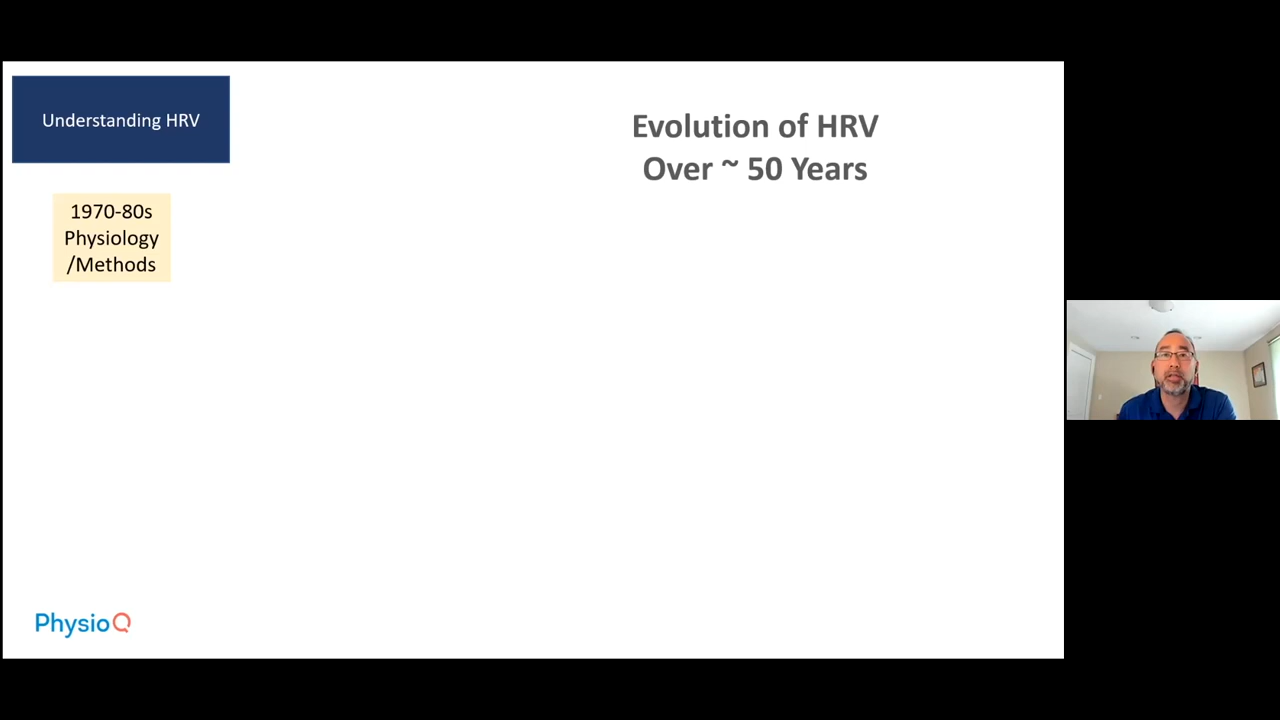 Understanding HRV
Evolution of HRV
Over ~ 50 Years
1970-80s
Physiology
/Methods
PhysioQ